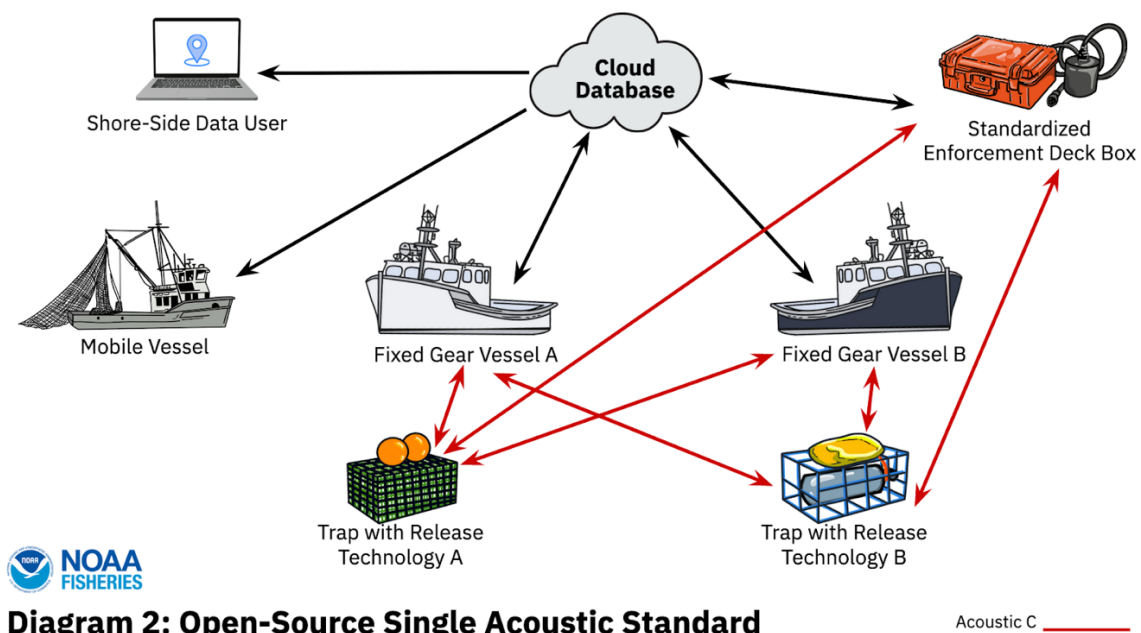 Cloud
Database
Shore-Side Data User
Standardized
Enforcement Deck Box
Mobile Vessel
Fixed Gear Vessel A
Fixed Gear Vessel B
Trap with Release
Technology A
Trap with Release
Technology B
NOAA
NOAA
FISHERIES
Diagram 2: Open-Source Single Acoustic Standard
Acoustic C